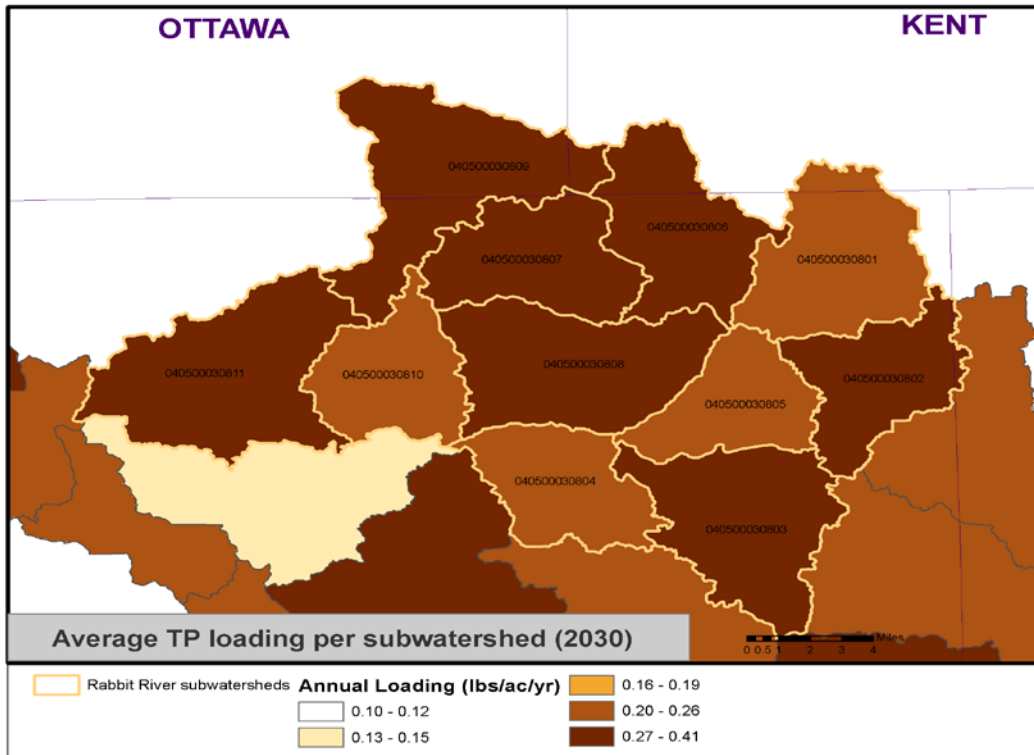 OTTAWA KENT
040500030809
040500030806
040500030807
040500030801
040500030808
040500030811
040500030810
040500030802
040500030805
040500030804
040500030803
Average TP loading per subwatershed (2030)
Miles
0 0.5 1 2 3 4
Rabbit River subwatersheds Annual Loading (lbs/ac/yr)
0.10 - 0.12
0.13 - 0.15
0.16 - 0.19
0.20 - 0.26
0.27 - 0.41